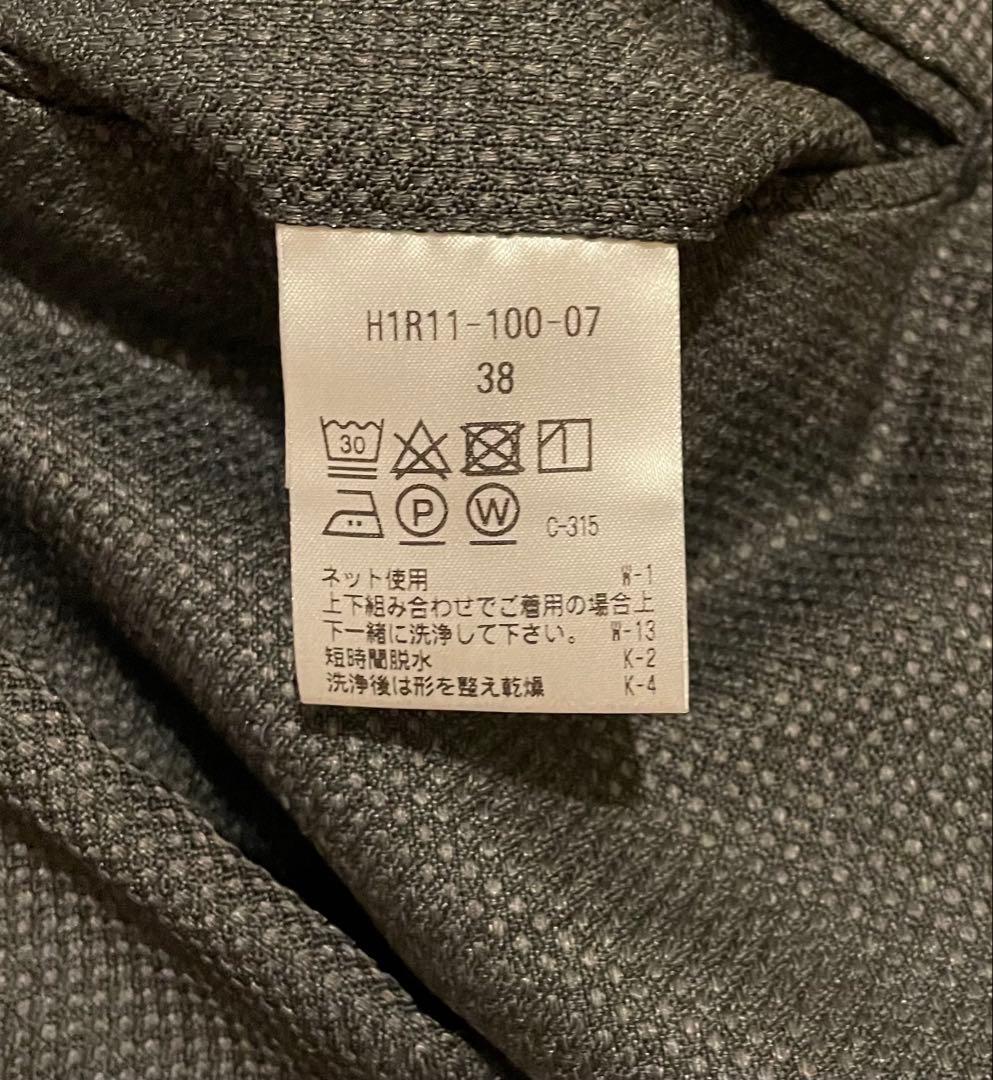 H1R11-100-07
38
30
P W C-315
ネット使用 W-1
上下組み合わせでご着用の場合上
下一緒に洗浄して下さい。 W-13
短時間脱水 K-2
洗浄後は形を整え乾燥 K-4